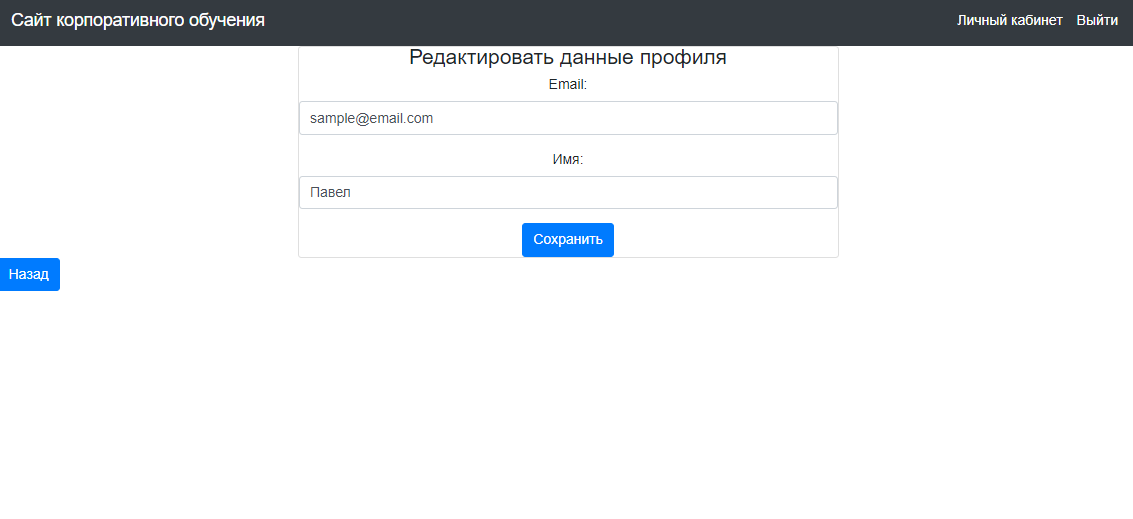 Сайт корпоративного обучения Личный кабинет Выйти
Редактировать данные профиля
Email:
sample@email.com
Имя:
Павел
Сохранить
Назад